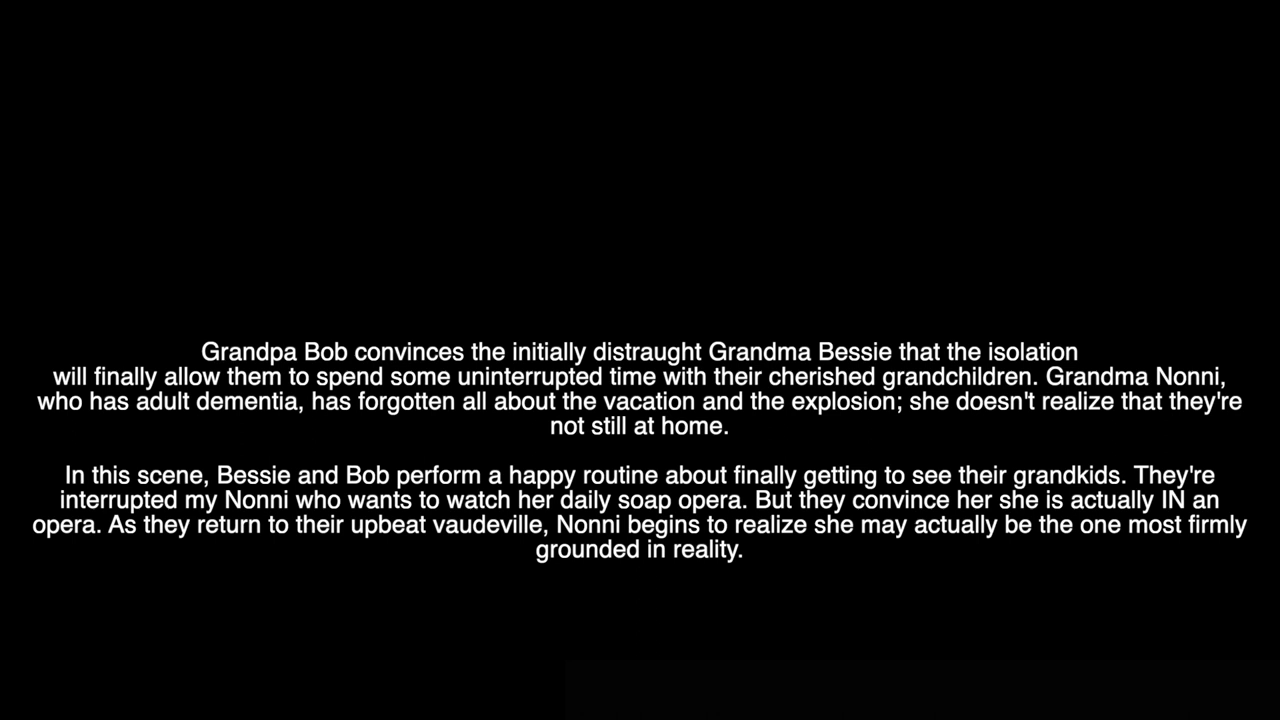 Grandpa Bob convinces the initially distraught Grandma Bessie that the isolation
will finally allow them to spend some uninterrupted time with their cherished grandchildren. Grandma Nonni,
who has adult dementia, has forgotten all about the vacation and the explosion; she doesn't realize that they're
not still at home.
In this scene, Bessie and Bob perform a happy routine about finally getting to see their grandkids. They're
interrupted my Nonni who wants to watch her daily soap opera. But they convince her she is actually IN an
opera. As they return to their upbeat vaudeville, Nonni begins to realize she may actually be the one most firmly
grounded in reality.